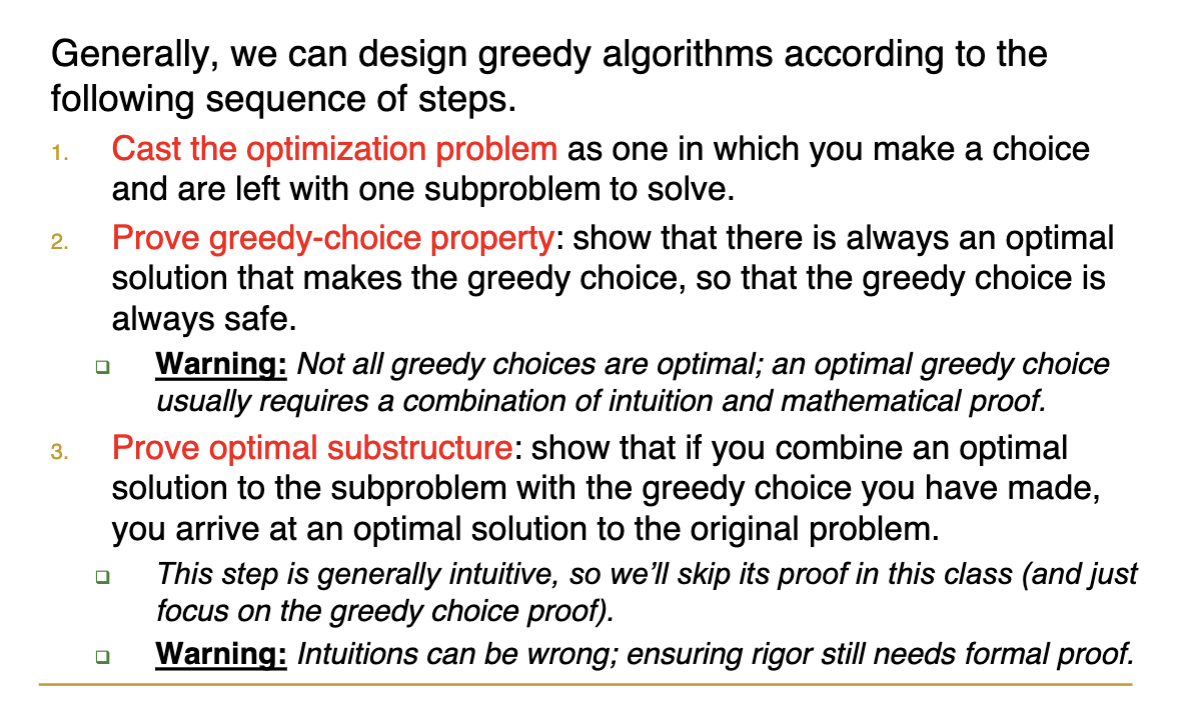 Generally, we can design greedy algorithms according to the
following sequence of steps.
1. Cast the optimization problem as one in which you make a choice
and are left with one subproblem to solve.
2. Prove greedy-choice property: show that there is always an optimal
solution that makes the greedy choice, so that the greedy choice is
always safe.
Warning: Not all greedy choices are optimal; an optimal greedy choice
usually requires a combination of intuition and mathematical proof.
3. Prove optimal substructure: show that if you combine an optimal
solution to the subproblem with the greedy choice you have made,
you arrive at an optimal solution to the original problem.
This step is generally intuitive, so we’ll skip its proof in this class (and just
focus on the greedy choice proof).
Warning: Intuitions can be wrong; ensuring rigor still needs formal proof.